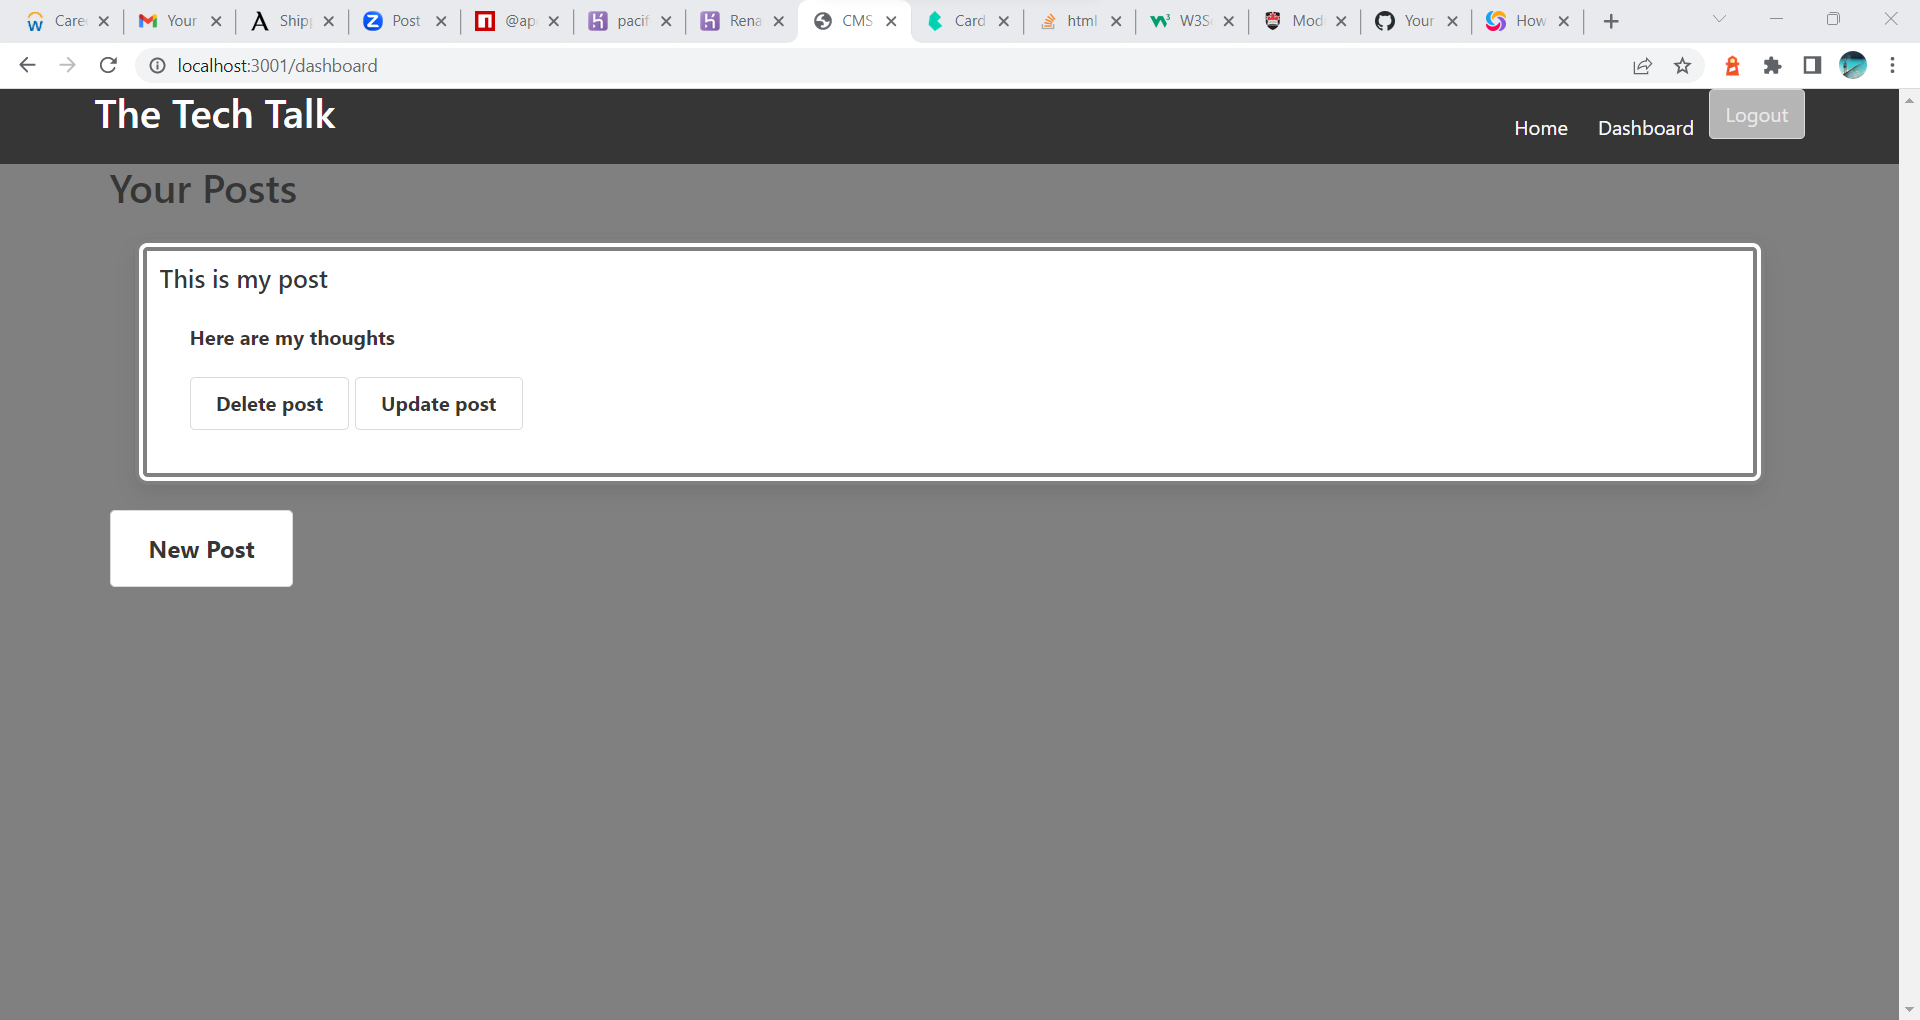 Care Your Ship Post @ap pacif Rena CMS Card html W3S Mod Your How
localhost:3001/dashboard
The Tech Talk
Home Dashboard Logout
Your Posts
This is my post
Here are my thoughts
Delete post Update post
New Post